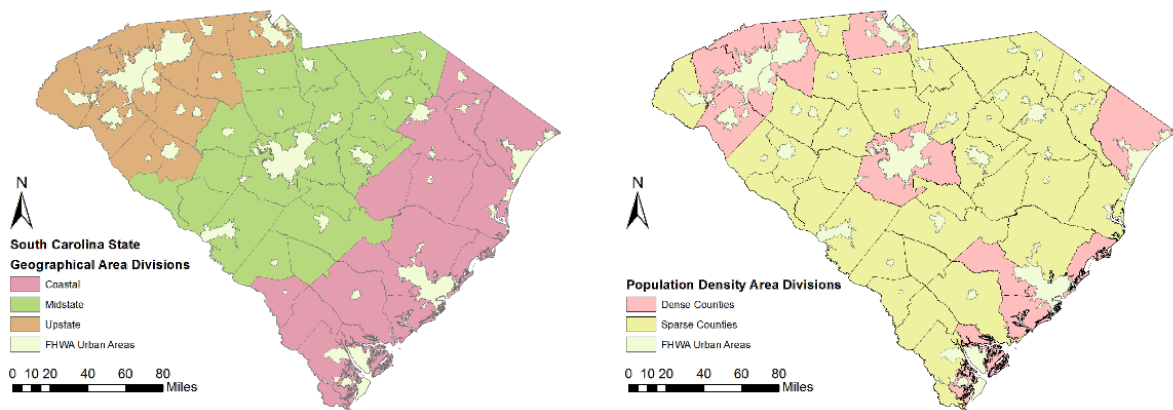 N
South Carolina State
Geographical Area Divisions
Coastal
Midstate
Upstate
FHWA Urban Areas
0 10 20 40 60 80
Miles
N
Population Density Area Divisions
Dense Counties
Sparse Counties
FHWA Urban Areas
0 10 20 40 60 80
Miles